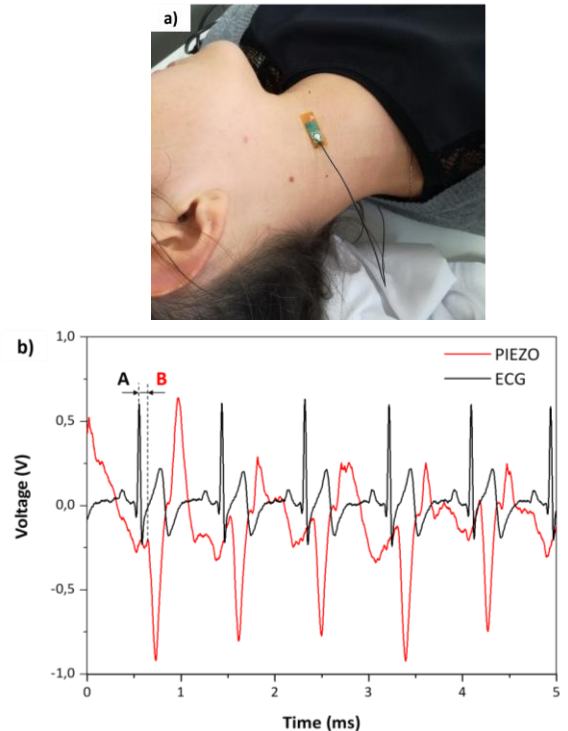 a)
b)
A B
PIEZO
ECG
Voltage (V)
1,0
0,5
0,0
-0,5
-1,0
0 1 2 3 4 5
Time (ms)